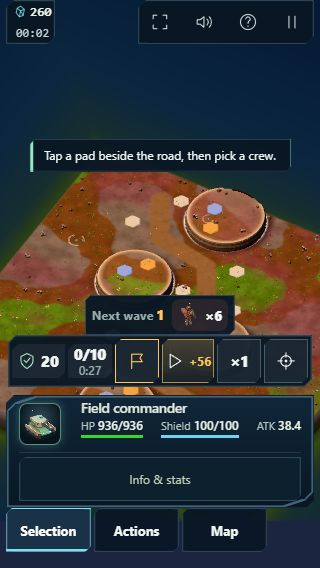 260
00:02
Tap a pad beside the road, then pick a crew.
Next wave 1
×6
20
0/10
0:27
+56
×1
Field commander
HP 936/936
Shield 100/100
ATK 38.4
Info & stats
Selection
Actions
Map